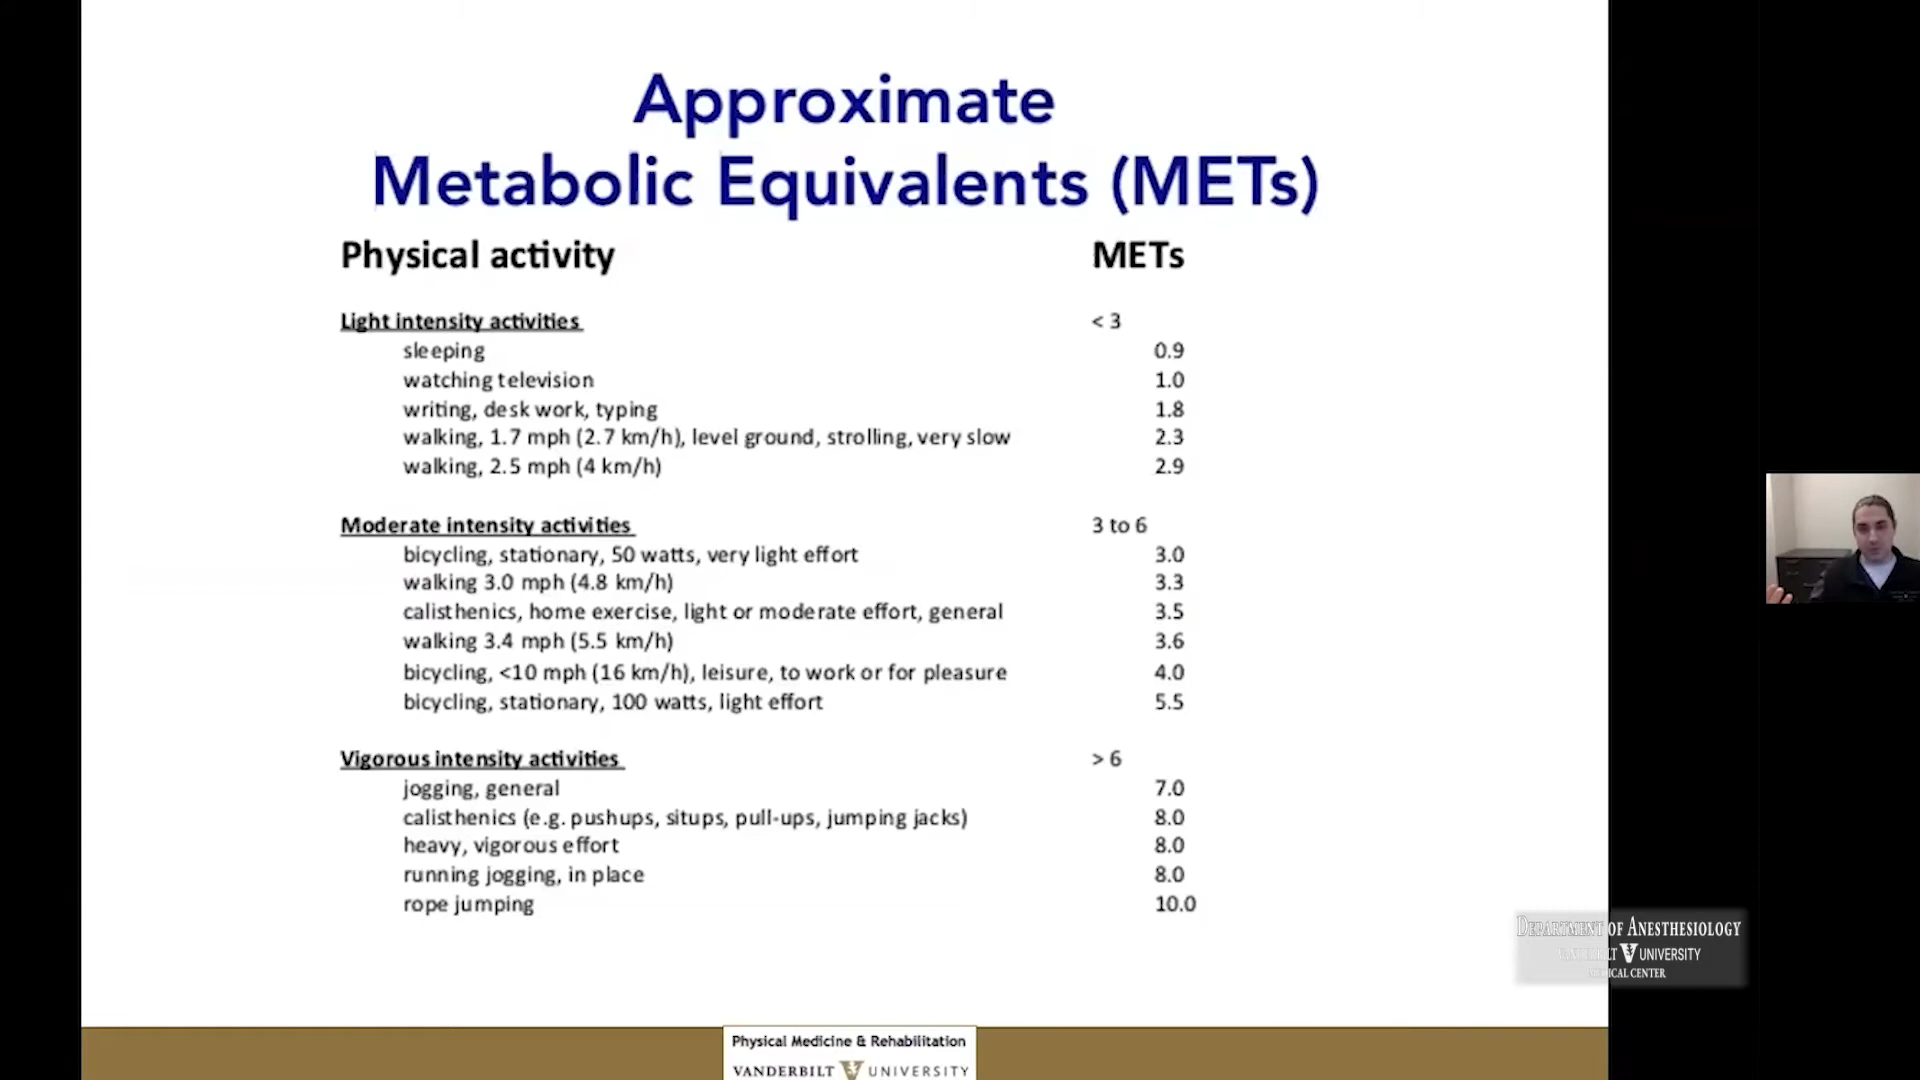 Approximate
Metabolic Equivalents (METs)
Physical activity METs
Light intensity activities < 3
sleeping 0.9
watching television 1.0
writing, desk work, typing 1.8
walking, 1.7 mph (2.7 km/h), level ground, strolling, very slow 2.3
walking, 2.5 mph (4 km/h) 2.9
Moderate intensity activities 3 to 6
bicycling, stationary, 50 watts, very light effort 3.0
walking 3.0 mph (4.8 km/h) 3.3
calisthenics, home exercise, light or moderate effort, general 3.5
walking 3.4 mph (5.5 km/h) 3.6
bicycling, <10 mph (16 km/h), leisure, to work or for pleasure 4.0
bicycling, stationary, 100 watts, light effort 5.5
Vigorous intensity activities > 6
jogging, general 7.0
calisthenics (e.g. pushups, situps, pull-ups, jumping jacks) 8.0
heavy, vigorous effort 8.0
running jogging, in place 8.0
rope jumping 10.0
DEPARTMENT OF ANESTHESIOLOGY
VANDERBILT UNIVERSITY
MEDICAL CENTER
Physical Medicine & Rehabilitation
VANDERBILT UNIVERSITY